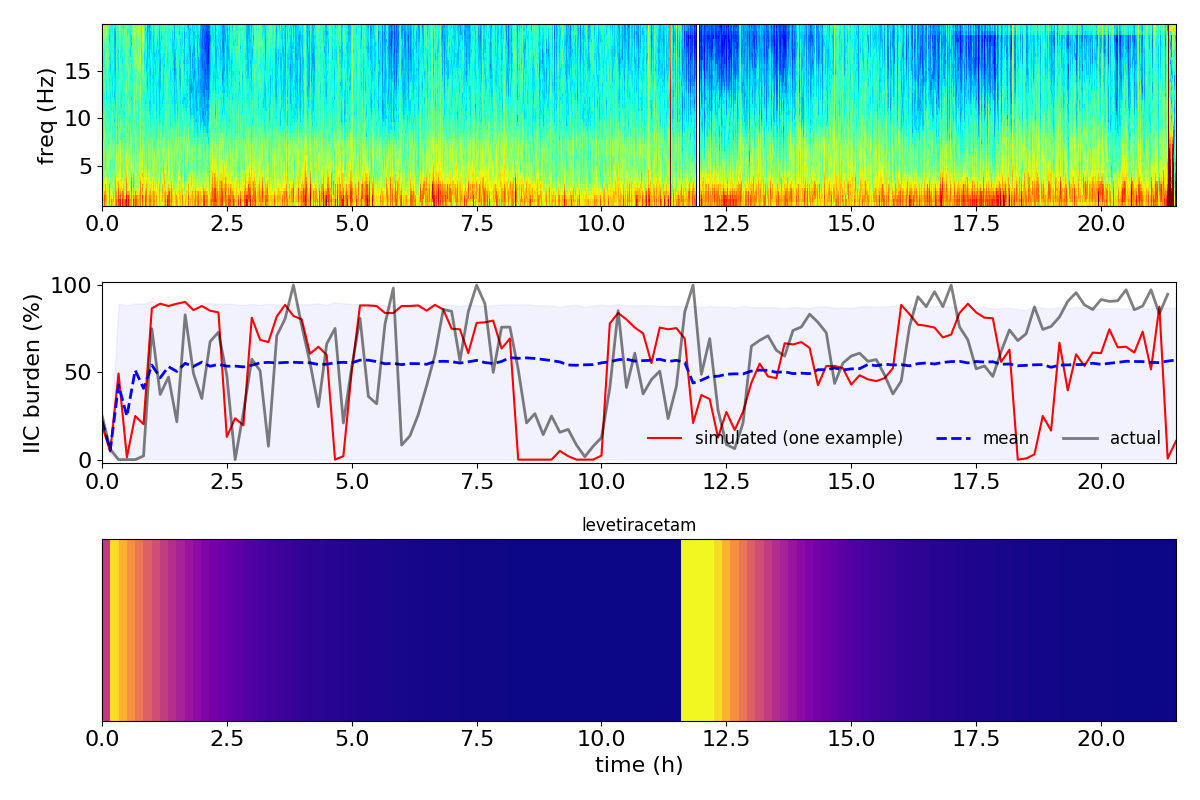 freq (Hz)
15
10
5
0.0 2.5 5.0 7.5 10.0 12.5 15.0 17.5 20.0
IIC burden (%)
100
50
0
simulated (one example) mean actual
0.0 2.5 5.0 7.5 10.0 12.5 15.0 17.5 20.0
levetiracetam
0.0 2.5 5.0 7.5 10.0 12.5 15.0 17.5 20.0
time (h)